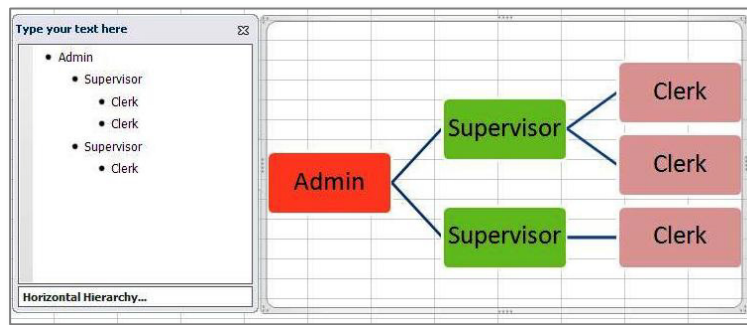 Type your text here
Admin
Supervisor
Clerk
Clerk
Supervisor
Clerk
Horizontal Hierarchy...
Admin
Supervisor
Clerk
Clerk
Supervisor
Clerk